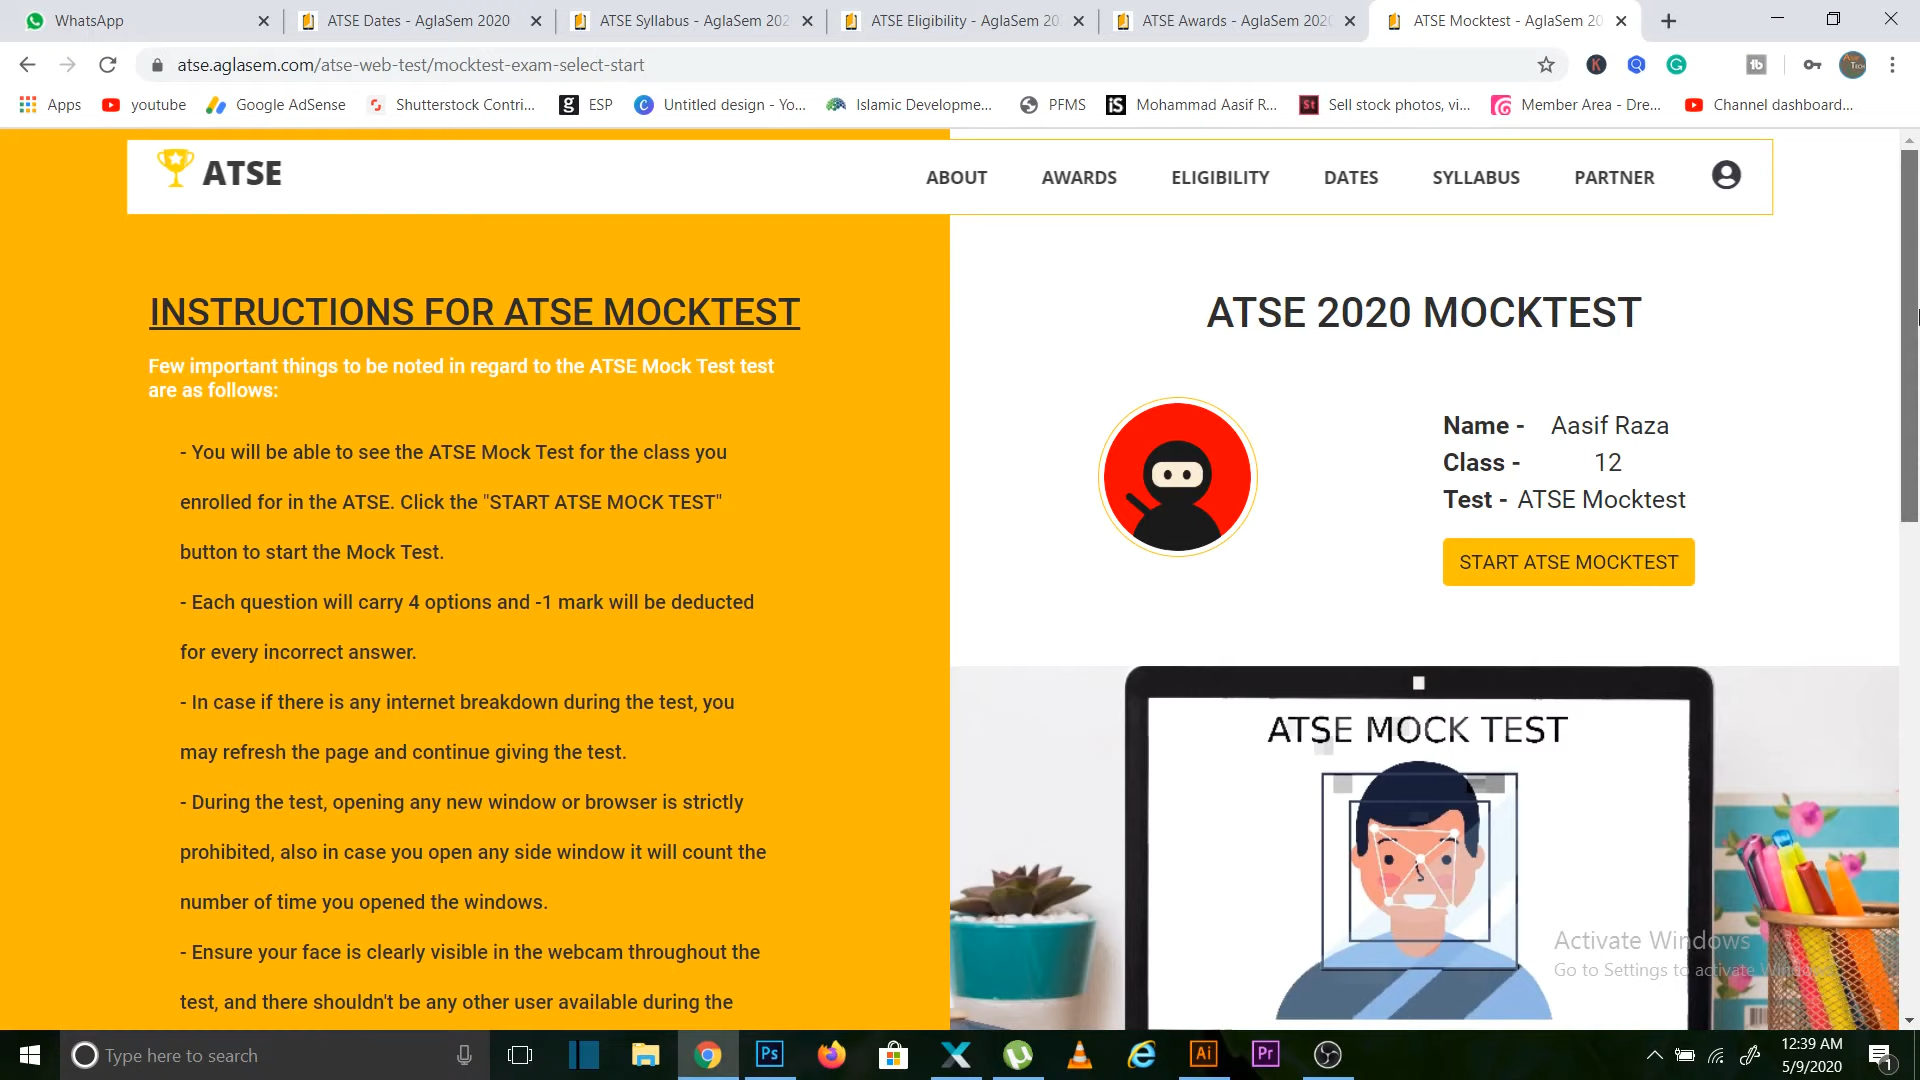 WhatsApp
ATSE Dates - AglaSem 2020
ATSE Syllabus - AglaSem 202
ATSE Eligibility - AglaSem 20
ATSE Awards - AglaSem 2020
ATSE Mocktest - AglaSem 20
atse.aglasem.com/atse-web-test/mocktest-exam-select-start
Apps
youtube
Google AdSense
Shutterstock Contri...
ESP
Untitled design - Yo...
Islamic Developme...
PFMS
Mohammad Aasif R...
Sell stock photos, vi...
Member Area - Dre...
Channel dashboard...
ATSE
ABOUT
AWARDS
ELIGIBILITY
DATES
SYLLABUS
PARTNER
INSTRUCTIONS FOR ATSE MOCKTEST
Few important things to be noted in regard to the ATSE Mock Test test
are as follows:
- You will be able to see the ATSE Mock Test for the class you
enrolled for in the ATSE. Click the "START ATSE MOCK TEST"
button to start the Mock Test.
- Each question will carry 4 options and -1 mark will be deducted
for every incorrect answer.
- In case if there is any internet breakdown during the test, you
may refresh the page and continue giving the test.
- During the test, opening any new window or browser is strictly
prohibited, also in case you open any side window it will count the
number of time you opened the windows.
- Ensure your face is clearly visible in the webcam throughout the
test, and there shouldn't be any other user available during the
ATSE 2020 MOCKTEST
Name - Aasif Raza
Class - 12
Test - ATSE Mocktest
START ATSE MOCKTEST
ATSE MOCK TEST
Activate Windows
Go to Settings to activate Windows.
Type here to search
12:39 AM
5/9/2020
1